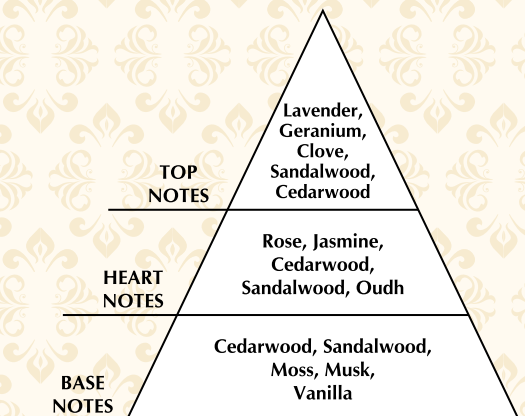 Lavender,
Geranium,
Clove,
Sandalwood,
Cedarwood
TOP
NOTES
Rose, Jasmine,
Cedarwood,
Sandalwood, Oudh
HEART
NOTES
Cedarwood, Sandalwood,
Moss, Musk,
Vanilla
BASE
NOTES